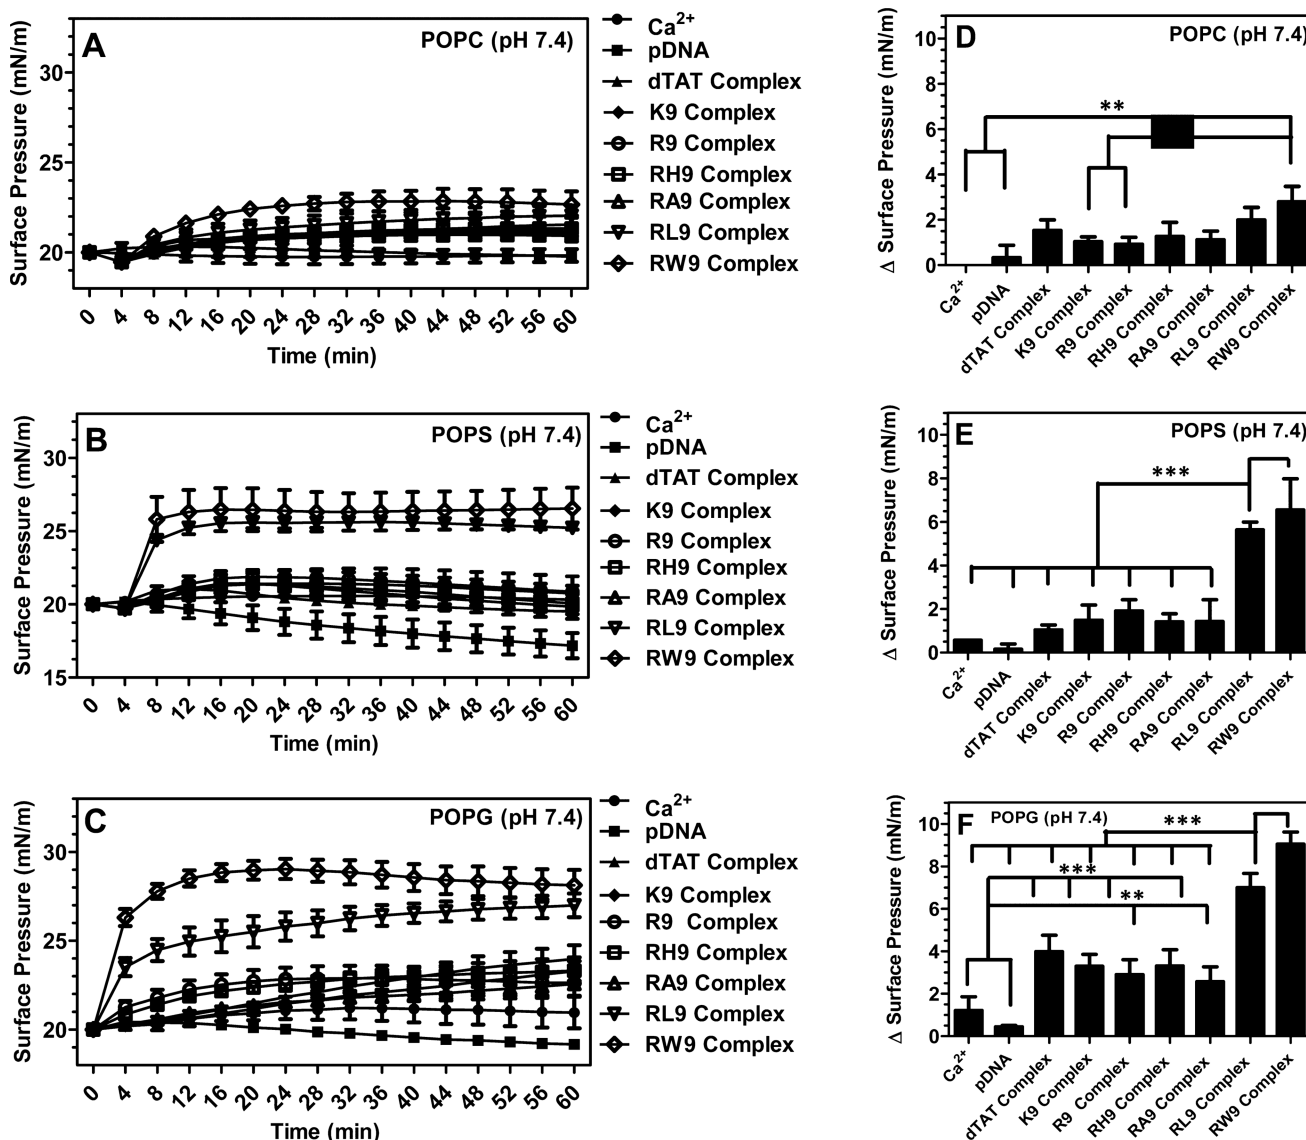 A
POPC (pH 7.4)
Surface Pressure (mN/m)
30
25
20
0 4 8 12 16 20 24 28 32 36 40 44 48 52 56 60
Time (min)
Ca²⁺
pDNA
dTAT Complex
K9 Complex
R9 Complex
RH9 Complex
RA9 Complex
RL9 Complex
RW9 Complex
D
POPC (pH 7.4)
Δ Surface Pressure (mN/m)
10
8
6
4
2
0
**
Ca²⁺
pDNA
dTAT Complex
K9 Complex
R9 Complex
RH9 Complex
RA9 Complex
RL9 Complex
RW9 Complex
B
POPS (pH 7.4)
Surface Pressure (mN/m)
30
25
20
15
0 4 8 12 16 20 24 28 32 36 40 44 48 52 56 60
Time (min)
Ca²⁺
pDNA
dTAT Complex
K9 Complex
R9 Complex
RH9 Complex
RA9 Complex
RL9 Complex
RW9 Complex
E
POPS (pH 7.4)
Δ Surface Pressure (mN/m)
10
8
6
4
2
0
***
Ca²⁺
pDNA
dTAT Complex
K9 Complex
R9 Complex
RH9 Complex
RA9 Complex
RL9 Complex
RW9 Complex
C
POPG (pH 7.4)
Surface Pressure (mN/m)
30
25
20
0 4 8 12 16 20 24 28 32 36 40 44 48 52 56 60
Time (min)
Ca²⁺
pDNA
dTAT Complex
K9 Complex
R9 Complex
RH9 Complex
RA9 Complex
RL9 Complex
RW9 Complex
F
POPG (pH 7.4)
Δ Surface Pressure (mN/m)
10
8
6
4
2
0
***
***
**
Ca²⁺
pDNA
dTAT Complex
K9 Complex
R9 Complex
RH9 Complex
RA9 Complex
RL9 Complex
RW9 Complex